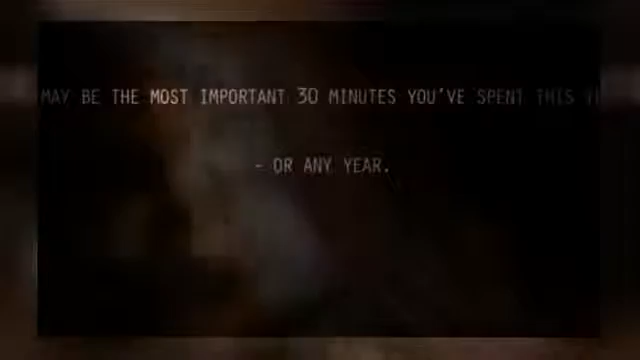 MAY BE THE MOST IMPORTANT 30 MINUTES YOU'VE SPENT THIS
- OR ANY YEAR.